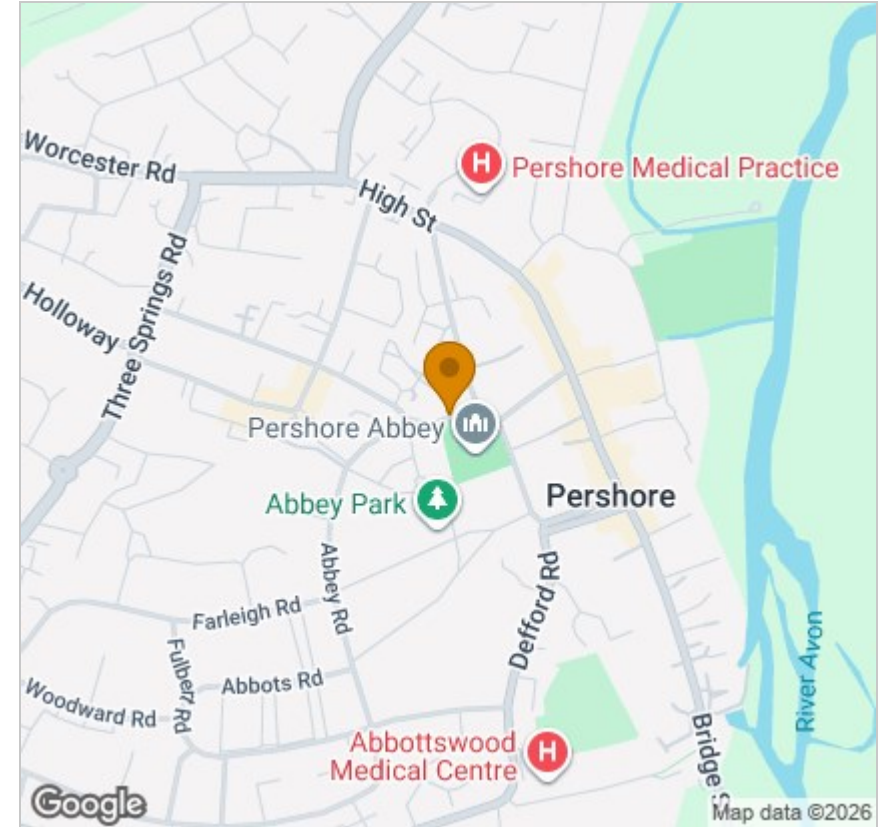 Worcester Rd
H
Pershore Medical Practice
High St
Three Springs Rd
Holloway
Pershore Abbey
Abbey Park
Pershore
Abbey Rd
Defford Rd
Farleigh Rd
Fulbert Rd
Abbots Rd
Woodward Rd
River Avon
Abbottswood
Medical Centre
H
Bridge S
Google
Map data ©2026